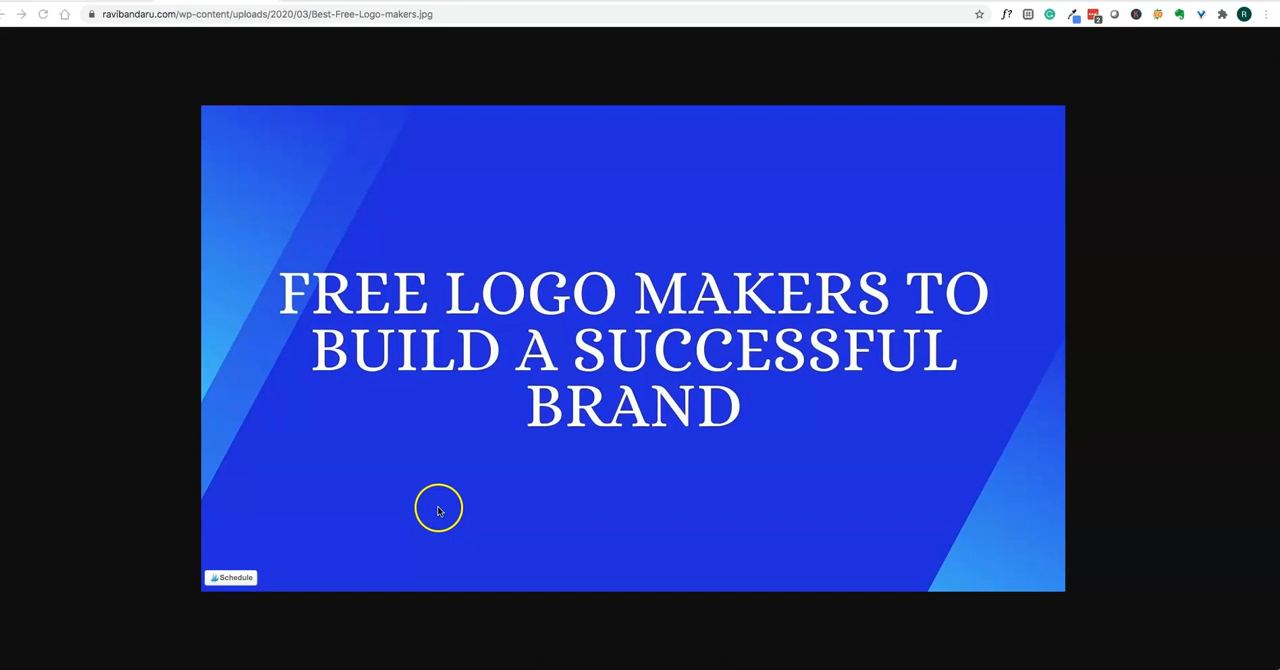 ravibandaru.com/wp-content/uploads/2020/03/Best-Free-Logo-makers.jpg
f?
2
R
FREE LOGO MAKERS TO
BUILD A SUCCESSFUL
BRAND
Schedule